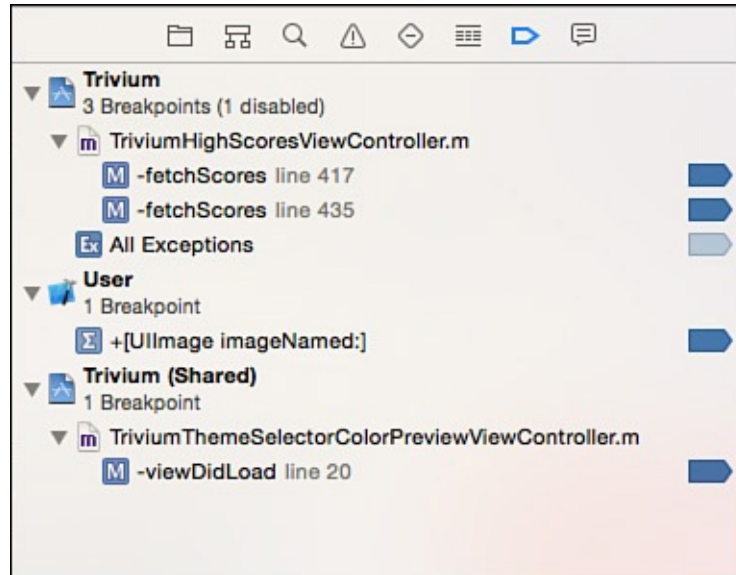 Trivium
3 Breakpoints (1 disabled)
m TriviumHighScoresViewController.m
M -fetchScores line 417
M -fetchScores line 435
Ex All Exceptions
User
1 Breakpoint
Σ +[UIImage imageNamed:]
Trivium (Shared)
1 Breakpoint
m TriviumThemeSelectorColorPreviewViewController.m
M -viewDidLoad line 20